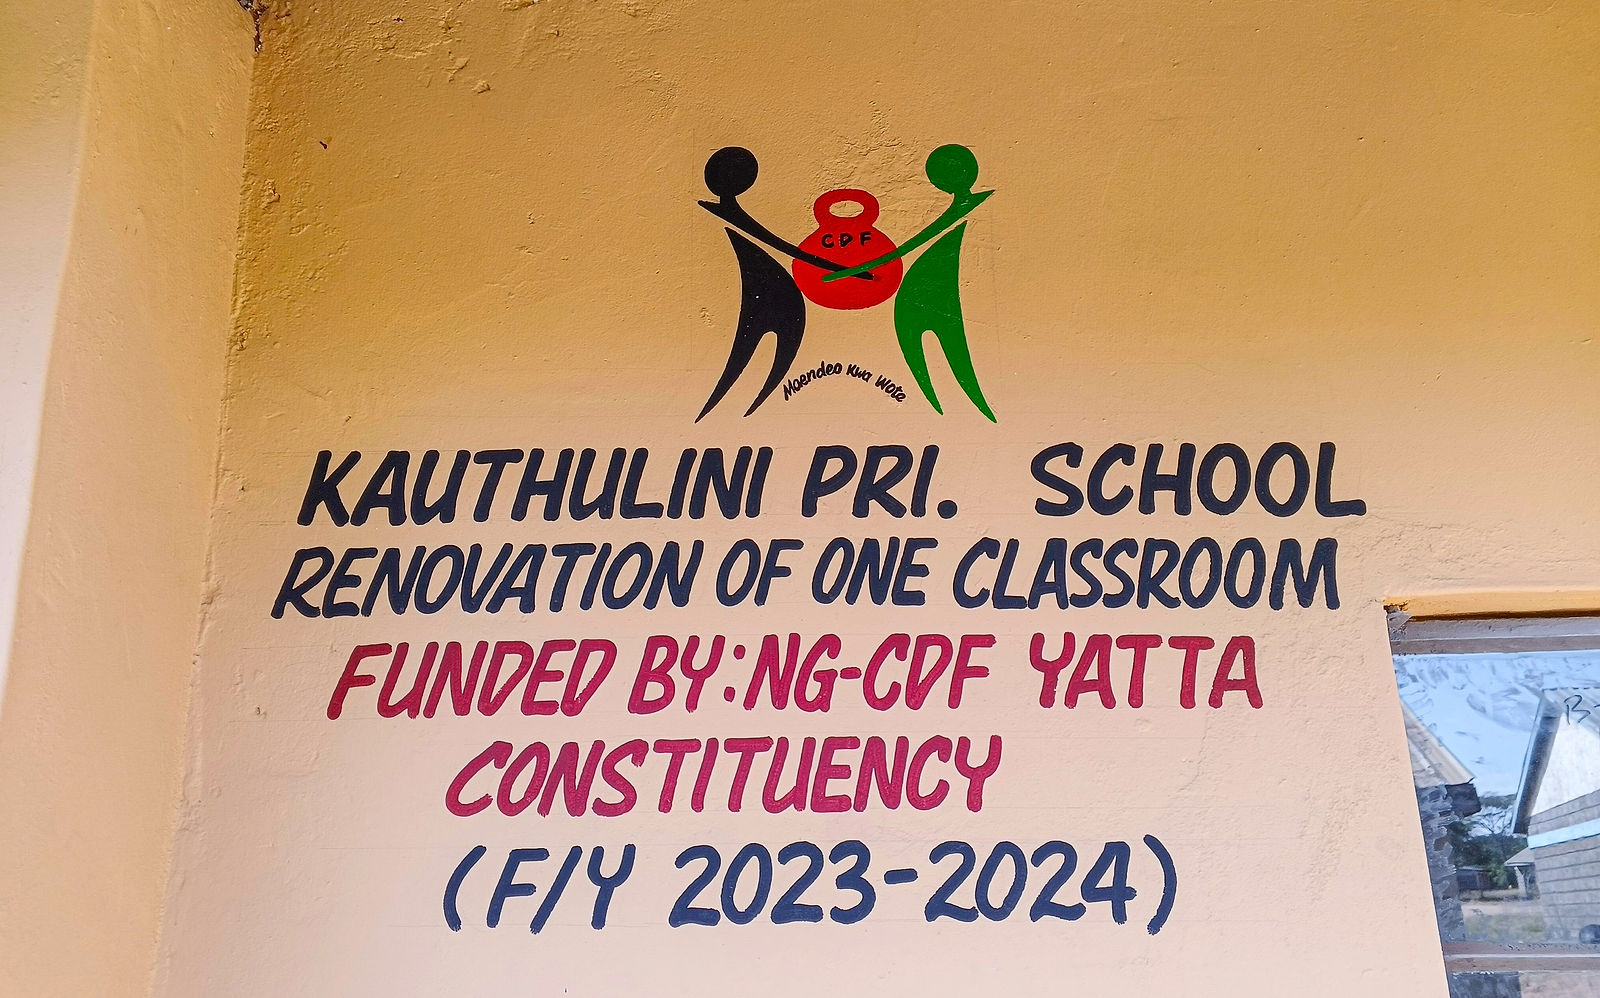 CDF
Maendeo Kwa Wote
KAUTHULINI PRI. SCHOOL
RENOVATION OF ONE CLASSROOM
FUNDED BY:NG-CDF YATTA
CONSTITUENCY
(F/Y 2023-2024)